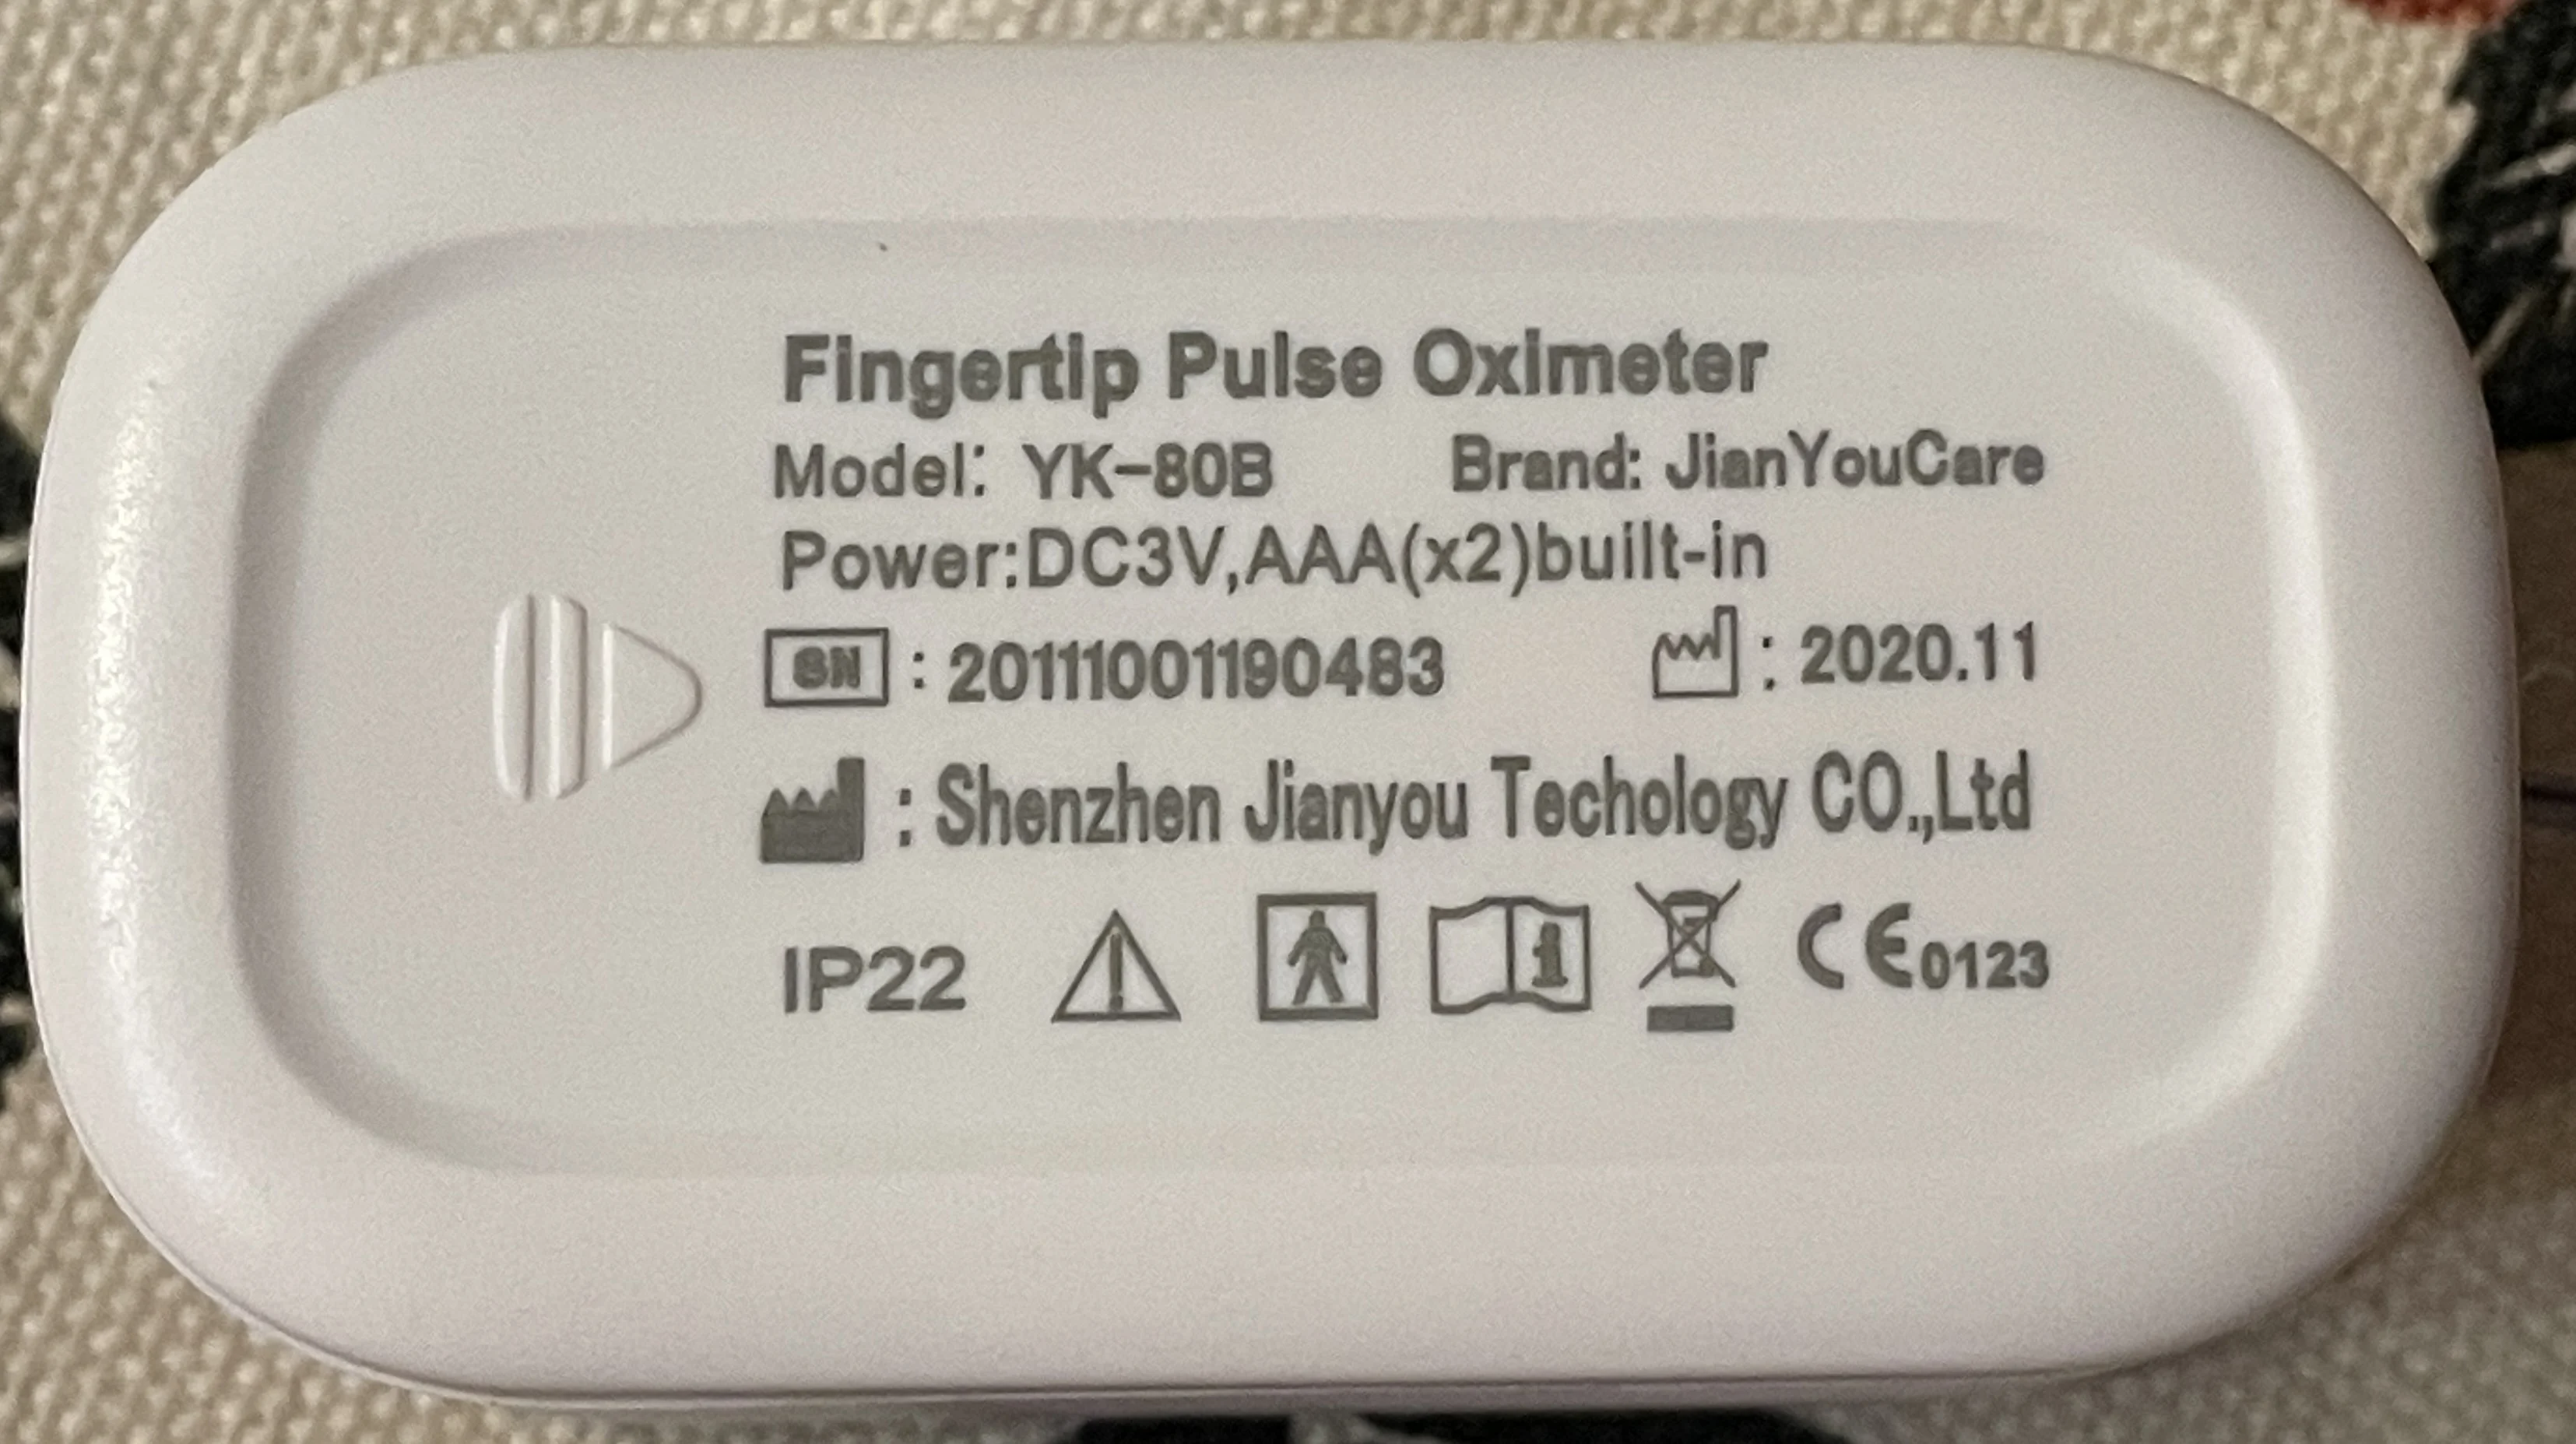 Fingertip Pulse Oximeter
Model: YK-80B Brand: JianYouCare
Power:DC3V,AAA(x2)built-in
SN : 20111001190483 : 2020.11
: Shenzhen Jianyou Techology CO.,Ltd
IP22 CE0123